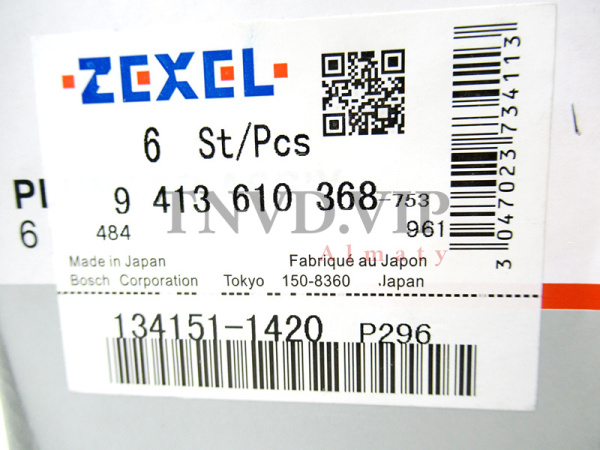 ZEXEL
6 St/Pcs
PI
9 413 610 368-753
6
484
961
TNVD.VIP
Almaty
Made in Japan Fabriqué au Japon
Bosch Corporation Tokyo 150-8360 Japan
134151-1420 P296
3 047023 734113